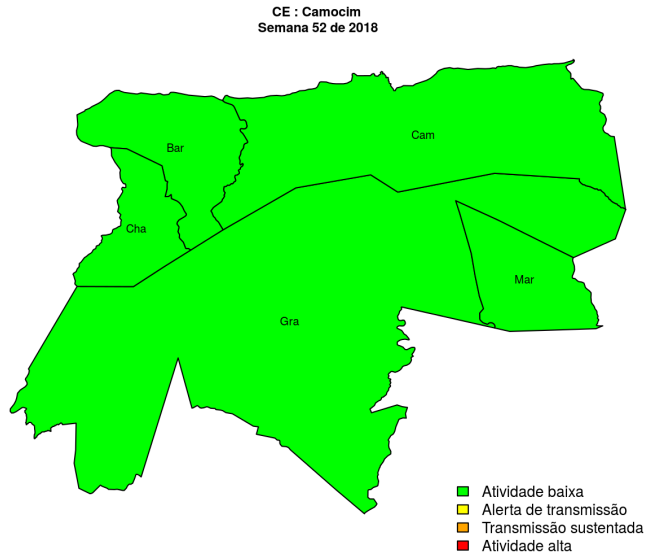 CE : Camocim
Semana 52 de 2018
Bar
Cam
Cha
Mar
Gra
Atividade baixa
Alerta de transmissão
Transmissão sustentada
Atividade alta